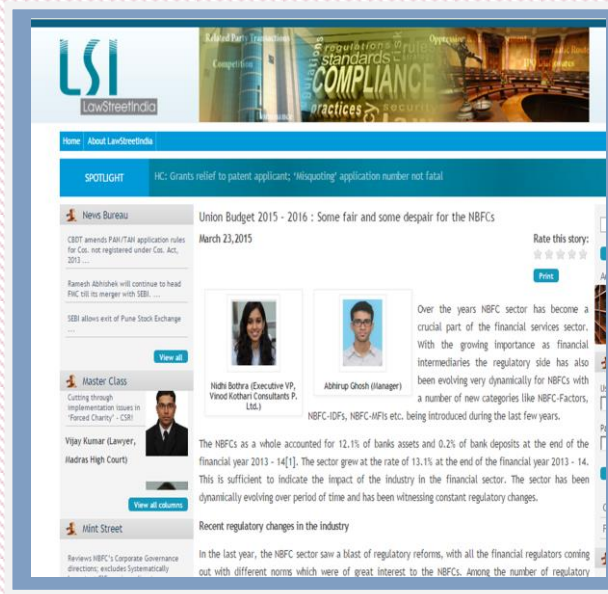 LSI
LawStreetIndia
Related Party Transactions
Competition
regulations
standards
rules
risk
COMPLIANCE
practices
security
Law
Governance
Home
About LawStreetIndia
SPOTLIGHT
HC: Grants relief to patent applicant; 'Misquoting' application number not fatal
News Bureau
CBDT amends PAN/TAN application rules
for Cos. not registered under Cos. Act,
2013 ...
Ramesh Abhishek will continue to head
FMC till its merger with SEBI. ...
SEBI allows exit of Pune Stock Exchange
...
View all
Master Class
Cutting through
implementation issues in
'Forced Charity' - CSR!
Vijay Kumar (Lawyer,
Madras High Court)
View all columns
Mint Street
Reviews NBFC's Corporate Governance
directions; excludes Systematically
Union Budget 2015 - 2016 : Some fair and some despair for the NBFCs
March 23,2015
Rate this story:
Print
Nidhi Bothra (Executive VP,
Vinod Kothari Consultants P.
Ltd.)
Abhirup Ghosh (Manager)
Over the years NBFC sector has become a
crucial part of the financial services sector.
With the growing importance as financial
intermediaries the regulatory side has also
been evolving very dynamically for NBFCs with
a number of new categories like NBFC-Factors,
NBFC-IDFs, NBFC-MFIs etc. being introduced during the last few years.
The NBFCs as a whole accounted for 12.1% of banks assets and 0.2% of bank deposits at the end of the
financial year 2013 - 14[1]. The sector grew at the rate of 13.1% at the end of the financial year 2013 - 14.
This is sufficient to indicate the impact of the industry in the financial sector. The sector has been
dynamically evolving over period of time and has been witnessing constant regulatory changes.
Recent regulatory changes in the industry
In the last year, the NBFC sector saw a blast of regulatory reforms, with all the financial regulators coming
out with different norms which were of great interest to the NBFCs. Among the number of regulatory